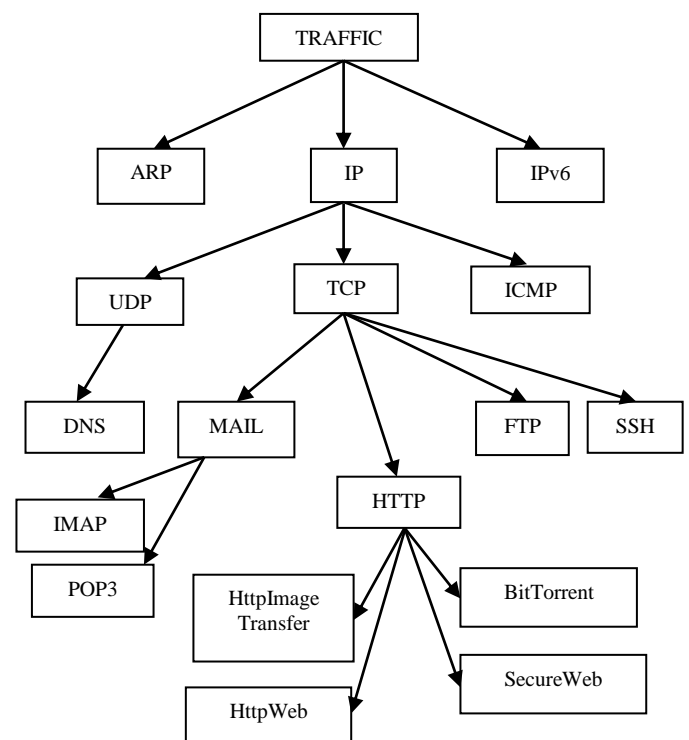 TRAFFIC
ARP
IP
IPv6
UDP
TCP
ICMP
DNS
MAIL
FTP
SSH
IMAP
HTTP
POP3
HttpImage
Transfer
BitTorrent
SecureWeb
HttpWeb